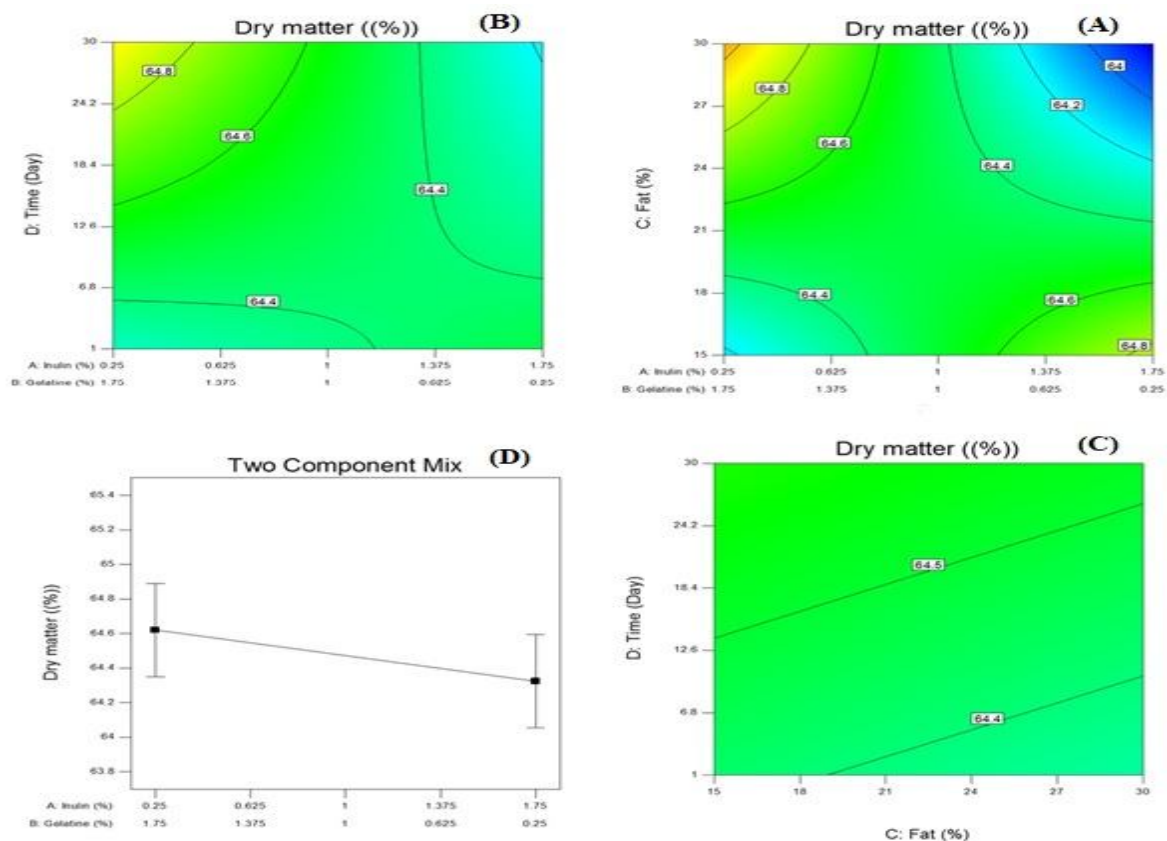 Dry matter ((%))
(B)
30
24.2
18.4
12.6
6.8
1
D: Time (Day)
64.8
64.6
64.4
64.4
0.25 0.625 1 1.375 1.75
A: Inulin (%)
B: Gelatine (%)
1.75 1.375 1 0.625 0.25
Dry matter ((%))
(A)
30
27
24
21
18
15
C: Fat (%)
64.8
64.6
64.4
64.2
64
64.4
64.6
64.8
0.25 0.625 1 1.375 1.75
A: Inulin (%)
B: Gelatine (%)
1.75 1.375 1 0.625 0.25
Two Component Mix
(D)
65.4
65.2
65
64.8
64.6
64.4
64.2
64
63.8
Dry matter ((%))
A: Inulin (%)
0.25 0.625 1 1.375 1.75
B: Gelatine (%)
1.75 1.375 1 0.625 0.25
Dry matter ((%))
(C)
30
24.2
18.4
12.6
6.8
1
D: Time (Day)
64.5
64.4
15 18 21 24 27 30
C: Fat (%)